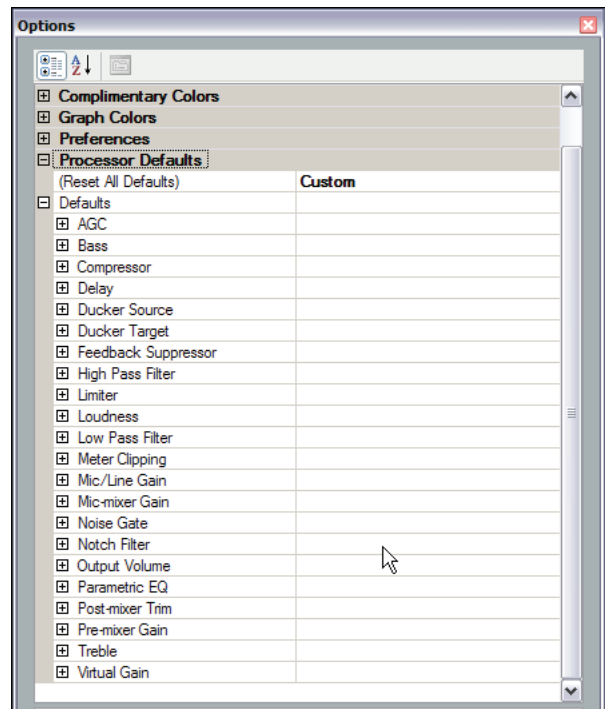 Options
Complimentary Colors
Graph Colors
Preferences
Processor Defaults
(Reset All Defaults) Custom
Defaults
AGC
Bass
Compressor
Delay
Ducker Source
Ducker Target
Feedback Suppressor
High Pass Filter
Limiter
Loudness
Low Pass Filter
Meter Clipping
Mic/Line Gain
Mic-mixer Gain
Noise Gate
Notch Filter
Output Volume
Parametric EQ
Post-mixer Trim
Pre-mixer Gain
Treble
Virtual Gain